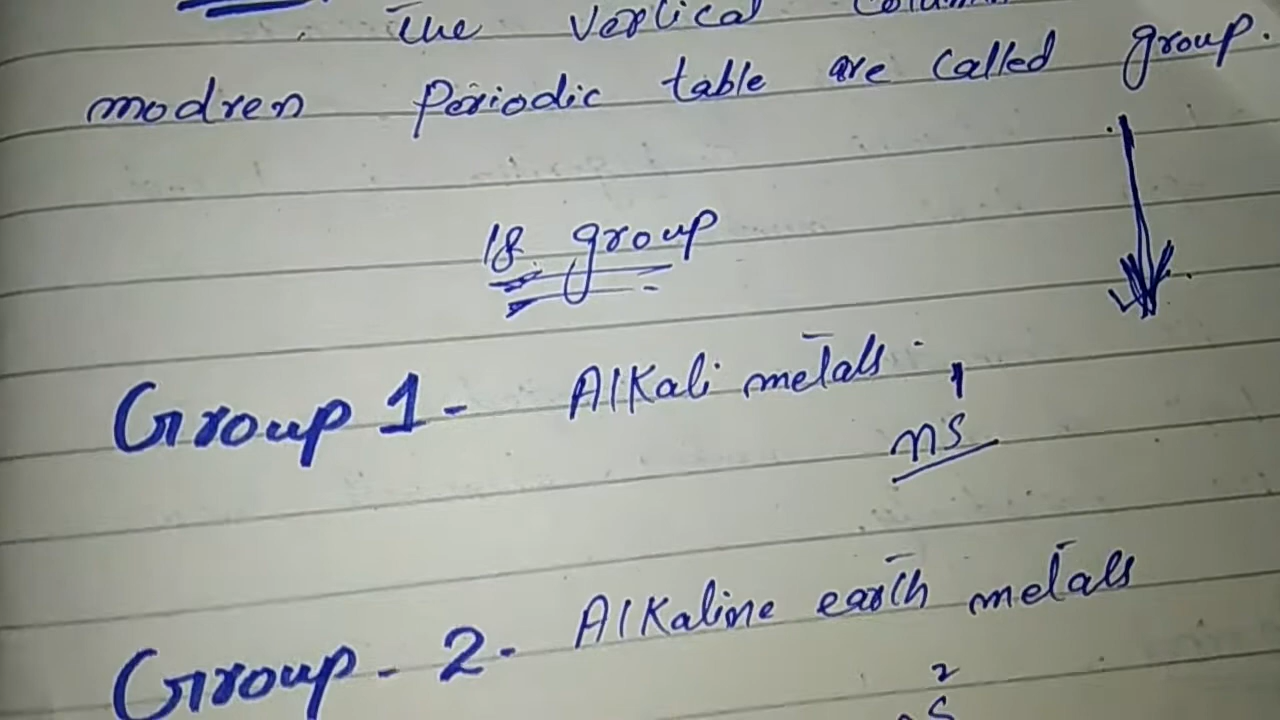 The vertical
modren Periodic table are called group.
18 group
Group 1- Alkali metals
ns¹
Group - 2. Alkaline earth metals